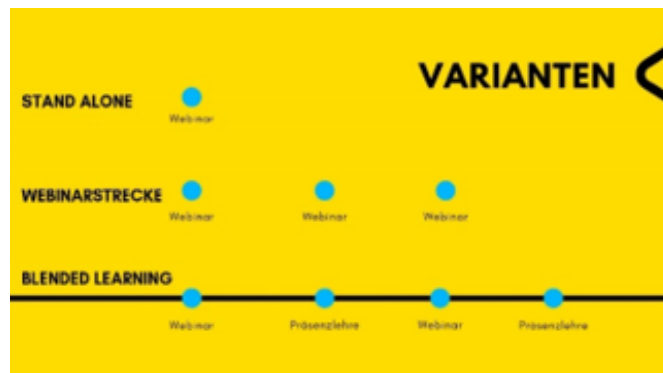 VARIANTEN
STAND ALONE
Webinar
WEBINARSTRECKE
Webinar Webinar Webinar
BLENDED LEARNING
Webinar Präsenzlehre Webinar Präsenzlehre